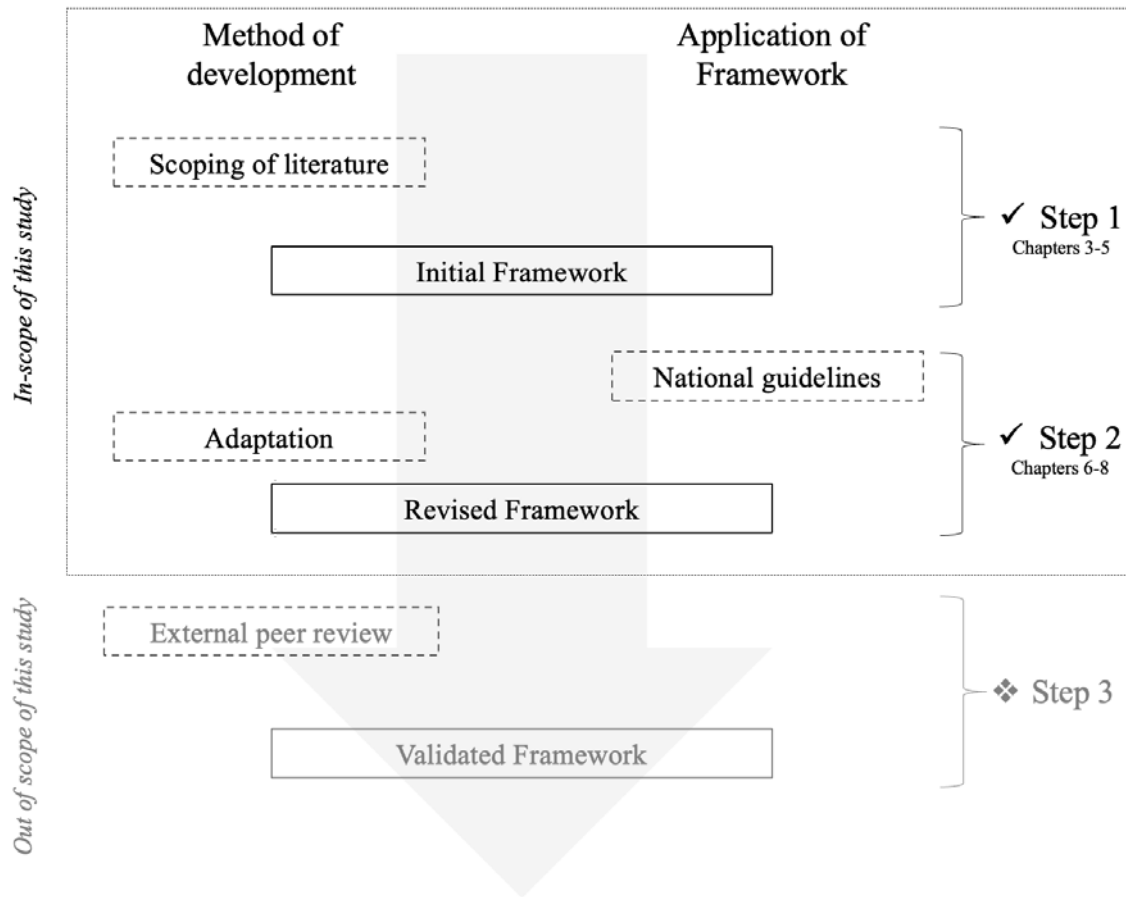 Method of
development
Application of
Framework
In-scope of this study
Scoping of literature
✓ Step 1
Chapters 3-5
Initial Framework
National guidelines
Adaptation
✓ Step 2
Chapters 6-8
Revised Framework
Out of scope of this study
External peer review
❖ Step 3
Validated Framework